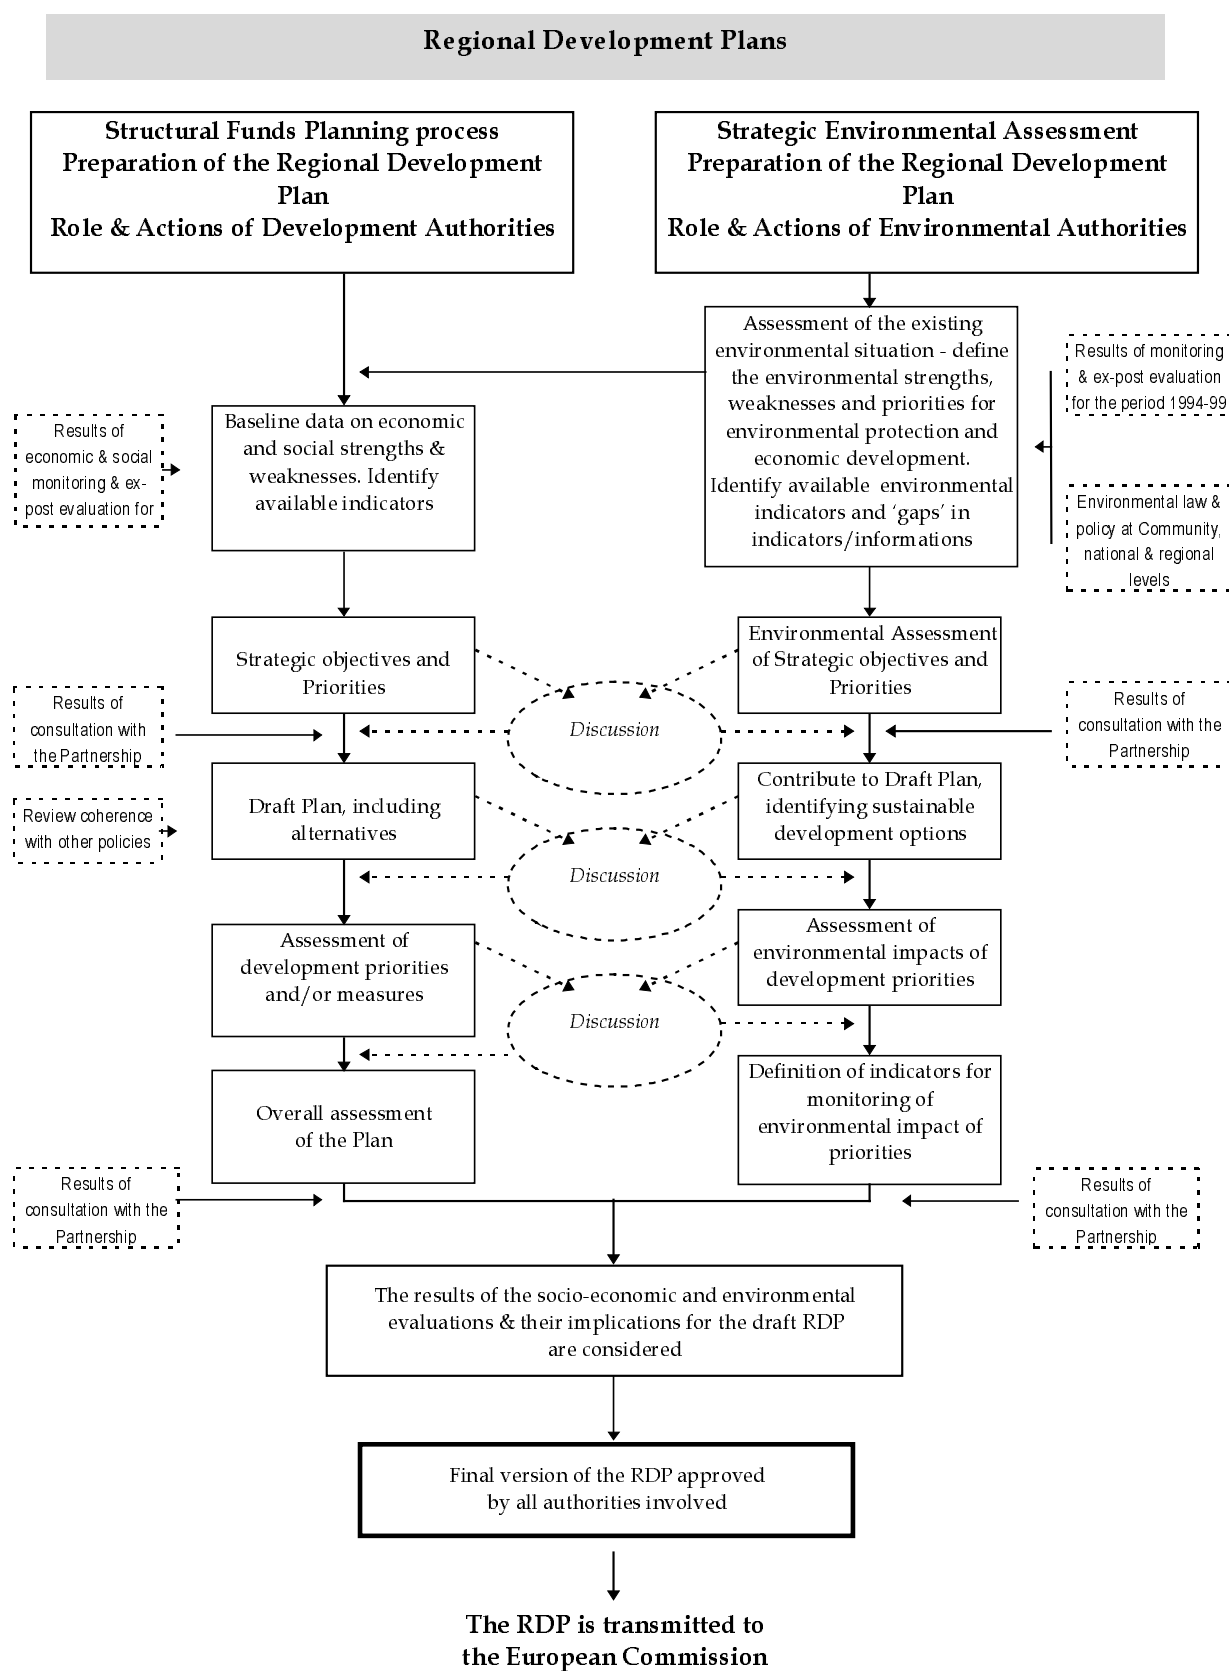 Regional Development Plans
Structural Funds Planning process
Preparation of the Regional Development
Plan
Role & Actions of Development Authorities
Strategic Environmental Assessment
Preparation of the Regional Development
Plan
Role & Actions of Environmental Authorities
Assessment of the existing
environmental situation - define
the environmental strengths,
weaknesses and priorities for
environmental protection and
economic development.
Identify available environmental
indicators and ‘gaps’ in
indicators/informations
Results of monitoring
& ex-post evaluation
for the period 1994-99
Environmental law &
policy at Community,
national & regional
levels
Results of
economic & social
monitoring & ex-
post evaluation for
Baseline data on economic
and social strengths &
weaknesses. Identify
available indicators
Strategic objectives and
Priorities
Environmental Assessment
of Strategic objectives and
Priorities
Results of
consultation with
the Partnership
Discussion
Results of
consultation with the
Partnership
Review coherence
with other policies
Draft Plan, including
alternatives
Contribute to Draft Plan,
identifying sustainable
development options
Discussion
Assessment of
development priorities
and/or measures
Assessment of
environmental impacts of
development priorities
Discussion
Overall assessment
of the Plan
Definition of indicators for
monitoring of
environmental impact of
priorities
Results of
consultation with the
Partnership
Results of
consultation with the
Partnership
The results of the socio-economic and environmental
evaluations & their implications for the draft RDP
are considered
Final version of the RDP approved
by all authorities involved
The RDP is transmitted to
the European Commission